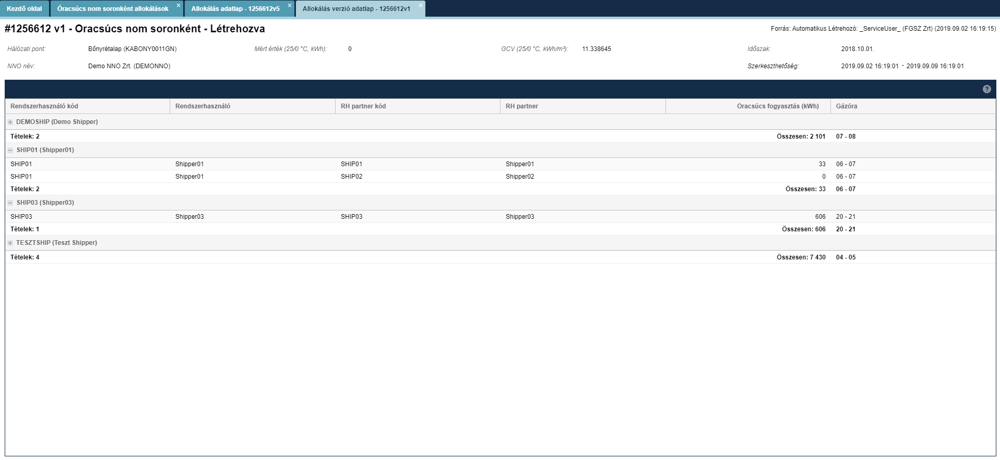 Kezdő oldal Óracsúcs nom soronként allokálások × Allokálás adatlap - 1256612v5 × Allokálás verzió adatlap - 1256612v1 ×
#1256612 v1 - Oracsúcs nom soronként - Létrehozva Forrás: Automatikus Létrehozó: _ServiceUser_ (FGSZ Zrt) (2019.09.02 16:19:15)
Hálózati pont: Bőnyrétalap (KABONY0011GN) Mért érték (25/0 °C, kWh): 0 GCV (25/0 °C, kWh/m³): 11.338645 Időszak: 2018.10.01.
NNO név: Demo NNO Zrt. (DEMONNO) Szerkeszthetőség: 2019.09.02 16:19:01 - 2019.09.09 16:19:01
?
Rendszerhasználó kód Rendszerhasználó RH partner kód RH partner Óracsúcs fogyasztás (kWh) Gázóra
DEMOSHIP (Demo Shipper)
Tételek: 2 Összesen: 2 101 07 - 08
SHIP01 (Shipper01)
SHIP01 Shipper01 SHIP01 Shipper01 33 06 - 07
SHIP01 Shipper01 SHIP02 Shipper02 0 06 - 07
Tételek: 2 Összesen: 33 06 - 07
SHIP03 (Shipper03)
SHIP03 Shipper03 SHIP03 Shipper03 606 20 - 21
Tételek: 1 Összesen: 606 20 - 21
TESZTSHIP (Teszt Shipper)
Tételek: 4 Összesen: 7 430 04 - 05